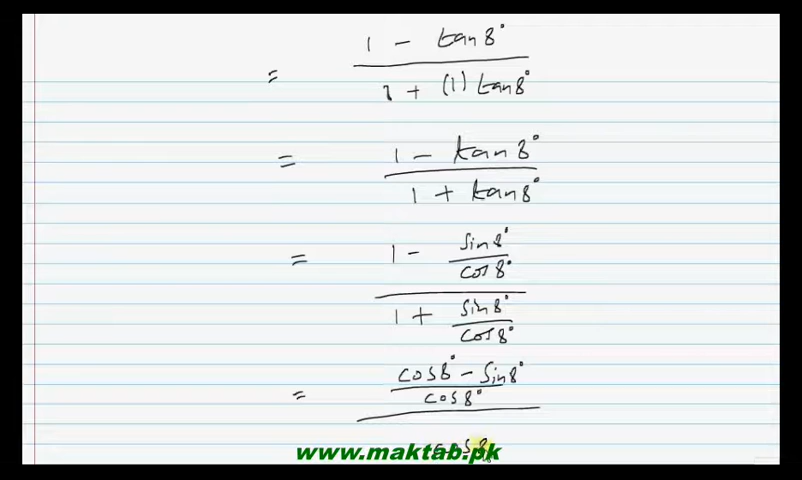 1 - tan8°
=
1 + (1) tan8°
1 - tan8°
=
1 + tan8°
1 - sin8°
cos8°
=
1 + sin8°
cos8°
cos8° - sin8°
cos8°
=
cos8
www.maktab.pk